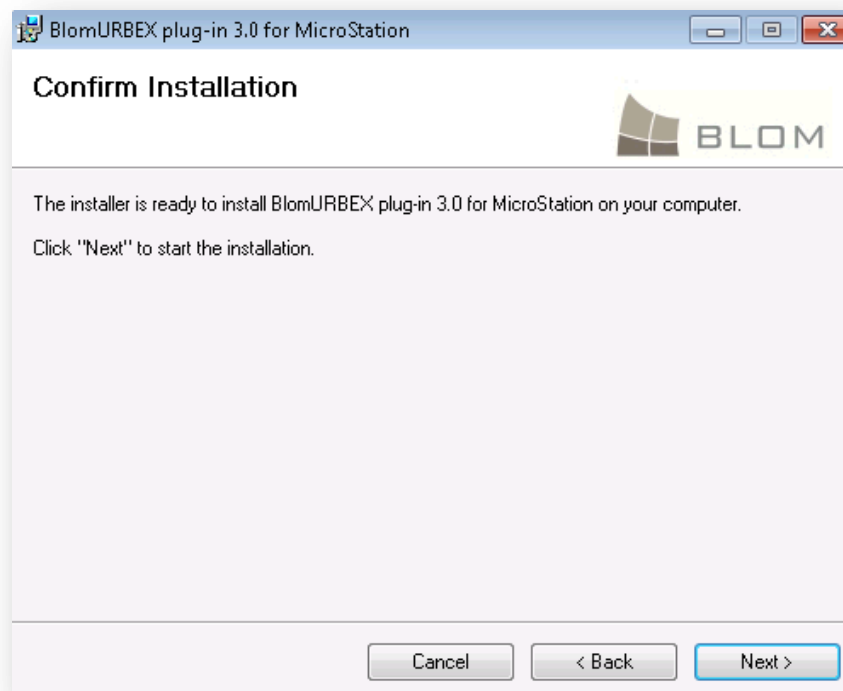 BlomURBEX plug-in 3.0 for MicroStation
Confirm Installation
BLOM
The installer is ready to install BlomURBEX plug-in 3.0 for MicroStation on your computer.
Click "Next" to start the installation.
Cancel
< Back
Next >